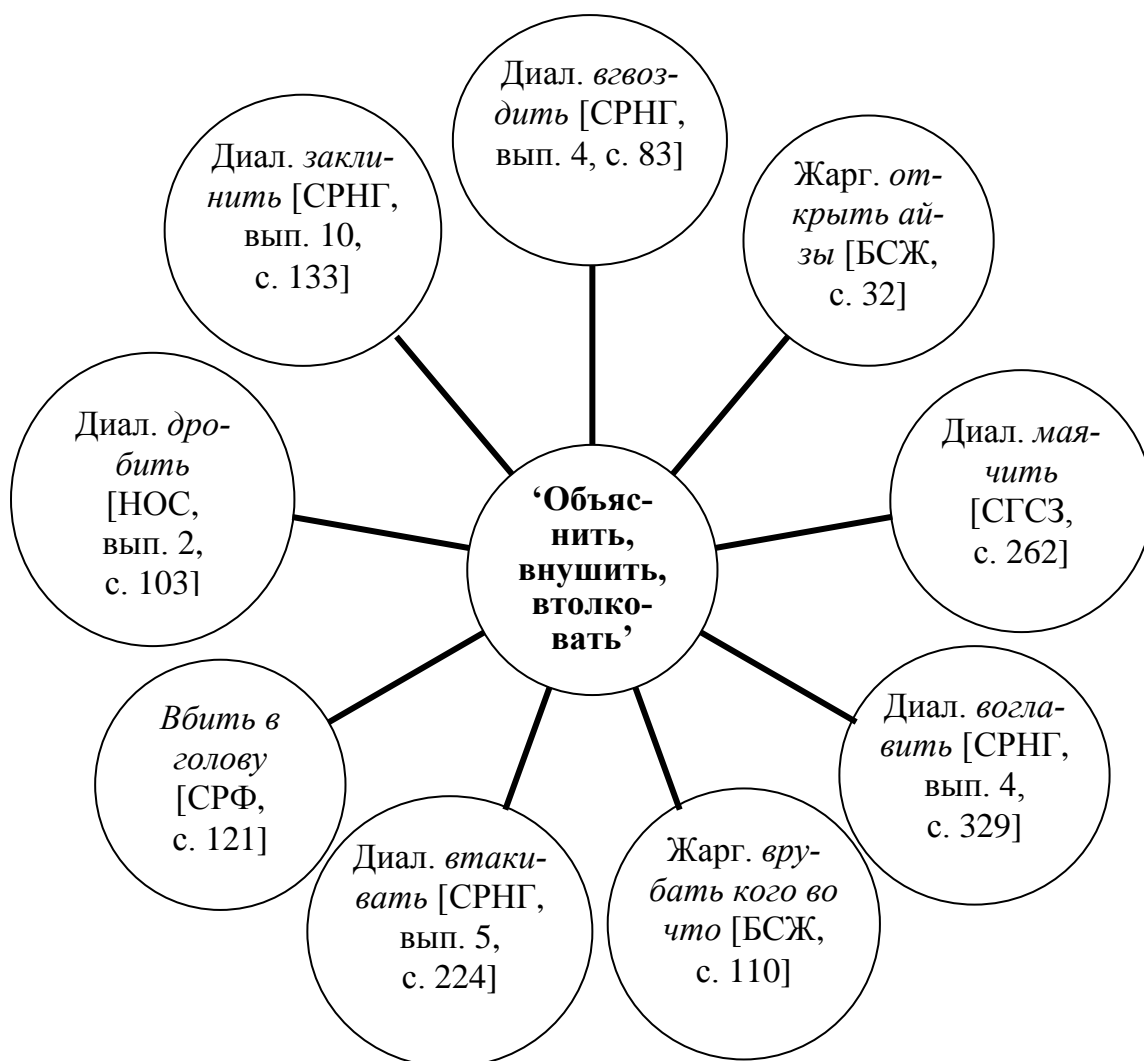 Диал. вгвоз-
дить [СРНГ,
вып. 4, с. 83]
Жарг. от-
крыть ай-
зы [БСЖ,
с. 32]
Диал. мая-
чить
[СГСЗ,
с. 262]
Диал. вогла-
вить [СРНГ,
вып. 4,
с. 329]
Жарг. вру-
бать кого во
что [БСЖ,
с. 110]
Диал. втаки-
вать [СРНГ,
вып. 5,
с. 224]
Вбить в
голову
[СРФ,
с. 121]
Диал. дро-
бить
[НОС,
вып. 2,
с. 103]
Диал. закли-
нить [СРНГ,
вып. 10,
с. 133]
‘Объяс-
нить,
внушить,
втолко-
вать’